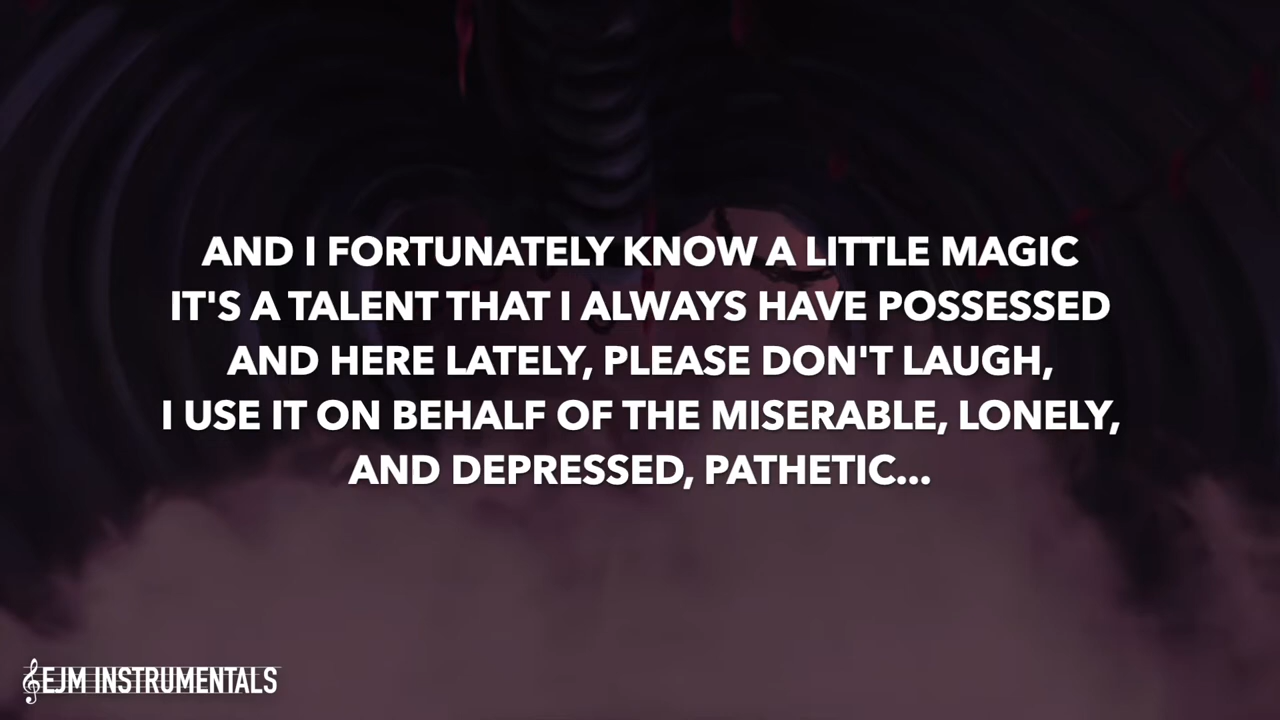 AND I FORTUNATELY KNOW A LITTLE MAGIC
IT'S A TALENT THAT I ALWAYS HAVE POSSESSED
AND HERE LATELY, PLEASE DON'T LAUGH,
I USE IT ON BEHALF OF THE MISERABLE, LONELY,
AND DEPRESSED, PATHETIC...
EJM INSTRUMENTALS